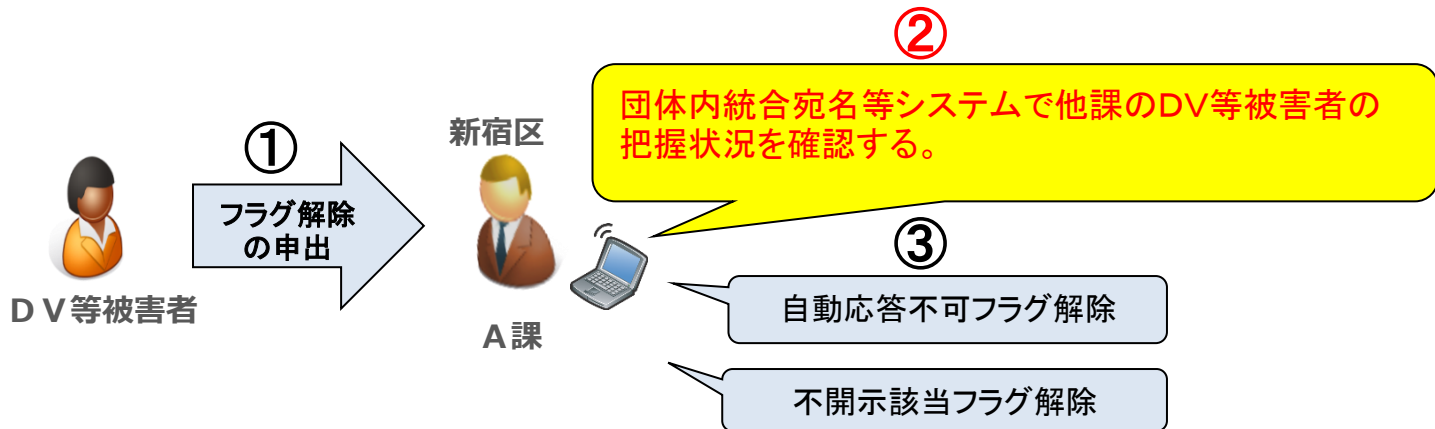 ②
団体内統合宛名等システムで他課のDV等被害者の
把握状況を確認する。
新宿区
①
フラグ解除
の申出
ＤＶ等被害者
Ａ課
③
自動応答不可フラグ解除
不開示該当フラグ解除